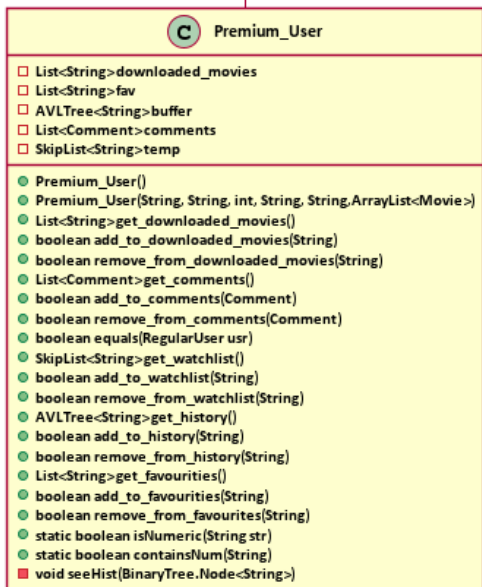 C Premium_User
List<String>downloaded_movies
List<String>fav
AVLTree<String>buffer
List<Comment>comments
SkipList<String>temp
Premium_User()
Premium_User(String, String, int, String, String,ArrayList<Movie>)
List<String>get_downloaded_movies()
boolean add_to_downloaded_movies(String)
boolean remove_from_downloaded_movies(String)
List<Comment>get_comments()
boolean add_to_comments(Comment)
boolean remove_from_comments(Comment)
boolean equals(RegularUser usr)
SkipList<String>get_watchlist()
boolean add_to_watchlist(String)
boolean remove_from_watchlist(String)
AVLTree<String>get_history()
boolean add_to_history(String)
boolean remove_from_history(String)
List<String>get_favourities()
boolean add_to_favourities(String)
boolean remove_from_favourites(String)
static boolean isNumeric(String str)
static boolean containsNum(String)
void seeHist(BinaryTree.Node<String>)